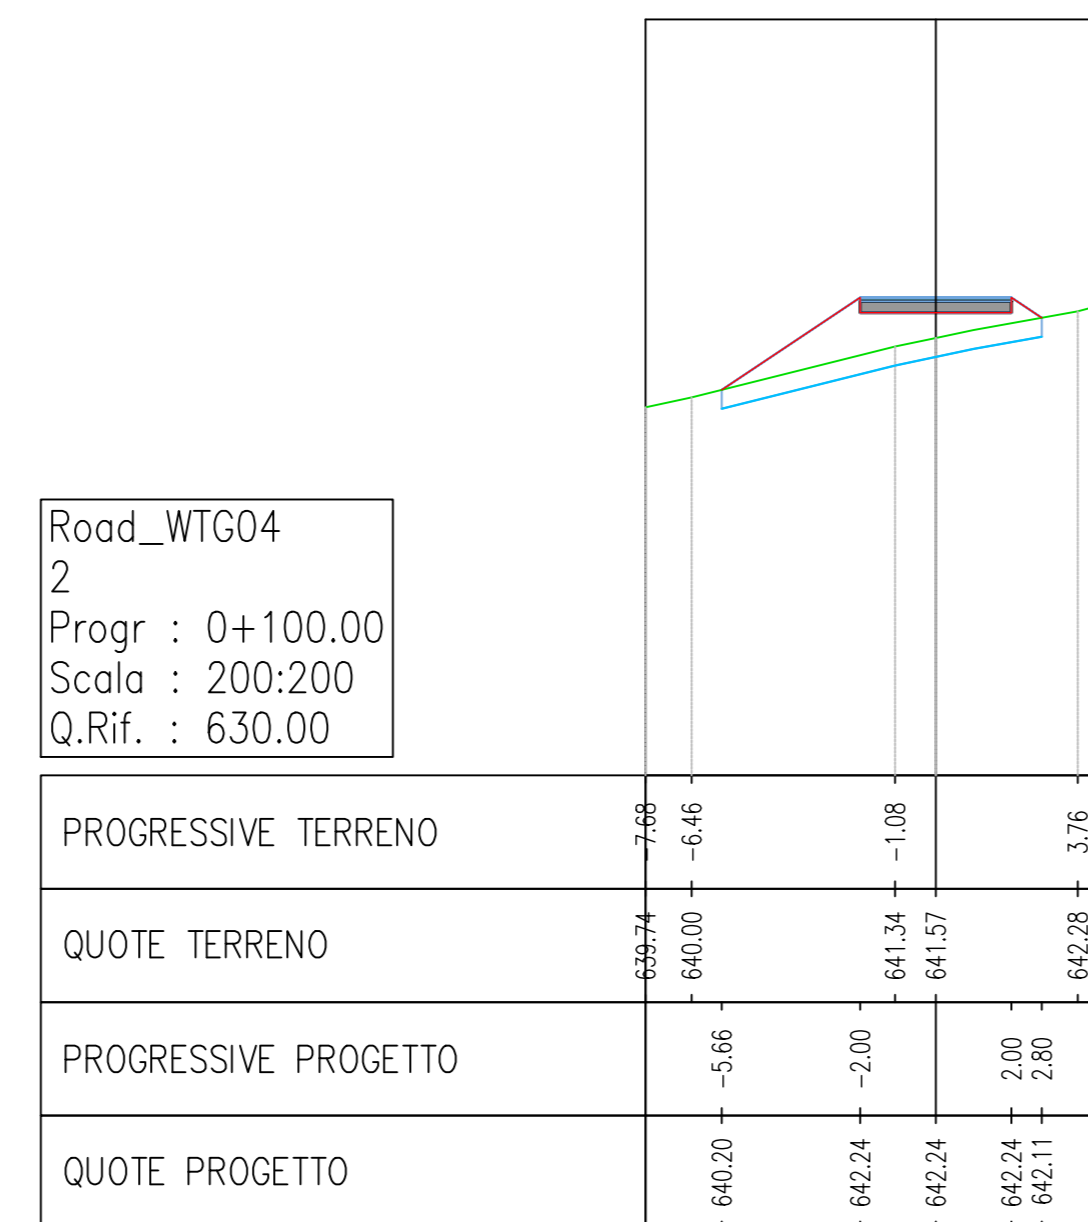 Road_WTG04
2
Progr : 0+100.00
Scala : 200:200
Q.Rif. : 630.00
PROGRESSIVE TERRENO -7.68 -6.46 -1.08 3.76
QUOTE TERRENO 639.74 640.00 641.34 641.57 642.28
PROGRESSIVE PROGETTO -5.66 -2.00 2.00 2.80
QUOTE PROGETTO 640.20 642.24 642.24 642.24 642.11